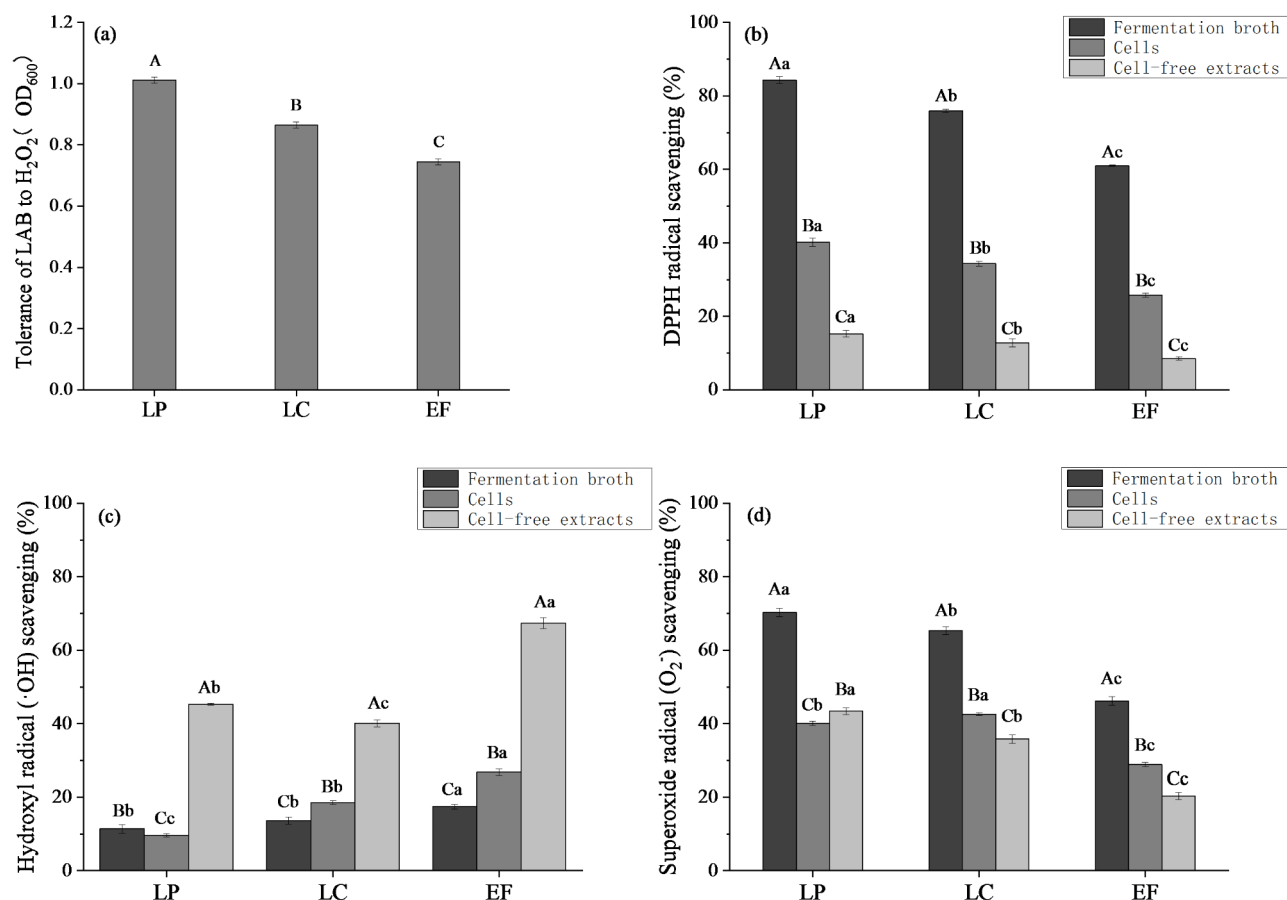 (a)
Tolerance of LAB to H₂O₂( OD₆₀₀)
1.2
1.0
0.8
0.6
0.4
0.2
0.0
A
B
C
LP LC EF
(b)
Fermentation broth
Cells
Cell-free extracts
DPPH radical scavenging (%)
100
80
60
40
20
0
Aa
Ba
Ca
Ab
Bb
Cb
Ac
Bc
Cc
LP LC EF
(c)
Fermentation broth
Cells
Cell-free extracts
Hydroxyl radical (·OH) scavenging (%)
100
80
60
40
20
0
Bb
Cc
Ab
Cb
Bb
Ac
Ca
Ba
Aa
LP LC EF
(d)
Fermentation broth
Cells
Cell-free extracts
Superoxide radical (O₂⁻) scavenging (%)
100
80
60
40
20
0
Aa
Cb
Ba
Ab
Ba
Cb
Ac
Bc
Cc
LP LC EF